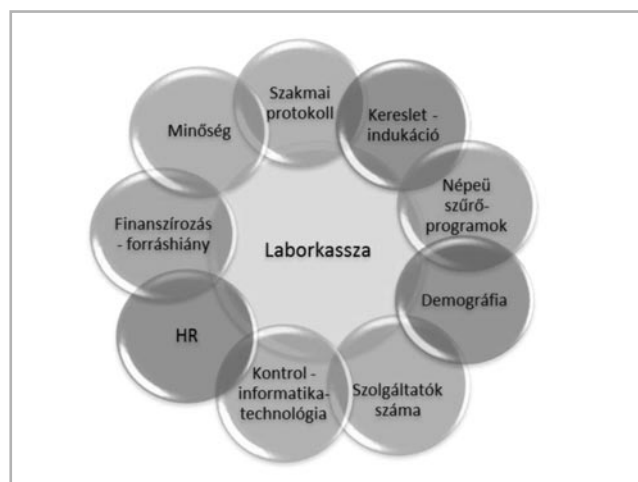 Szakmai
protokoll
Kereslet -
indukáció
Népeü
szűrő-
programok
Demográfia
Szolgáltatók
száma
Kontrol -
informatika-
technológia
HR
Finanszírozás
- forráshiány
Minőség
Laborkassza